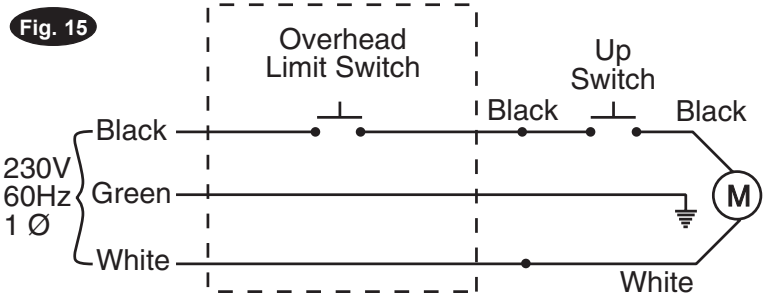 Fig. 15
Overhead
Limit Switch
Up
Switch
Black
Black
Black
230V
60Hz
1 Ø
Green
M
White
White